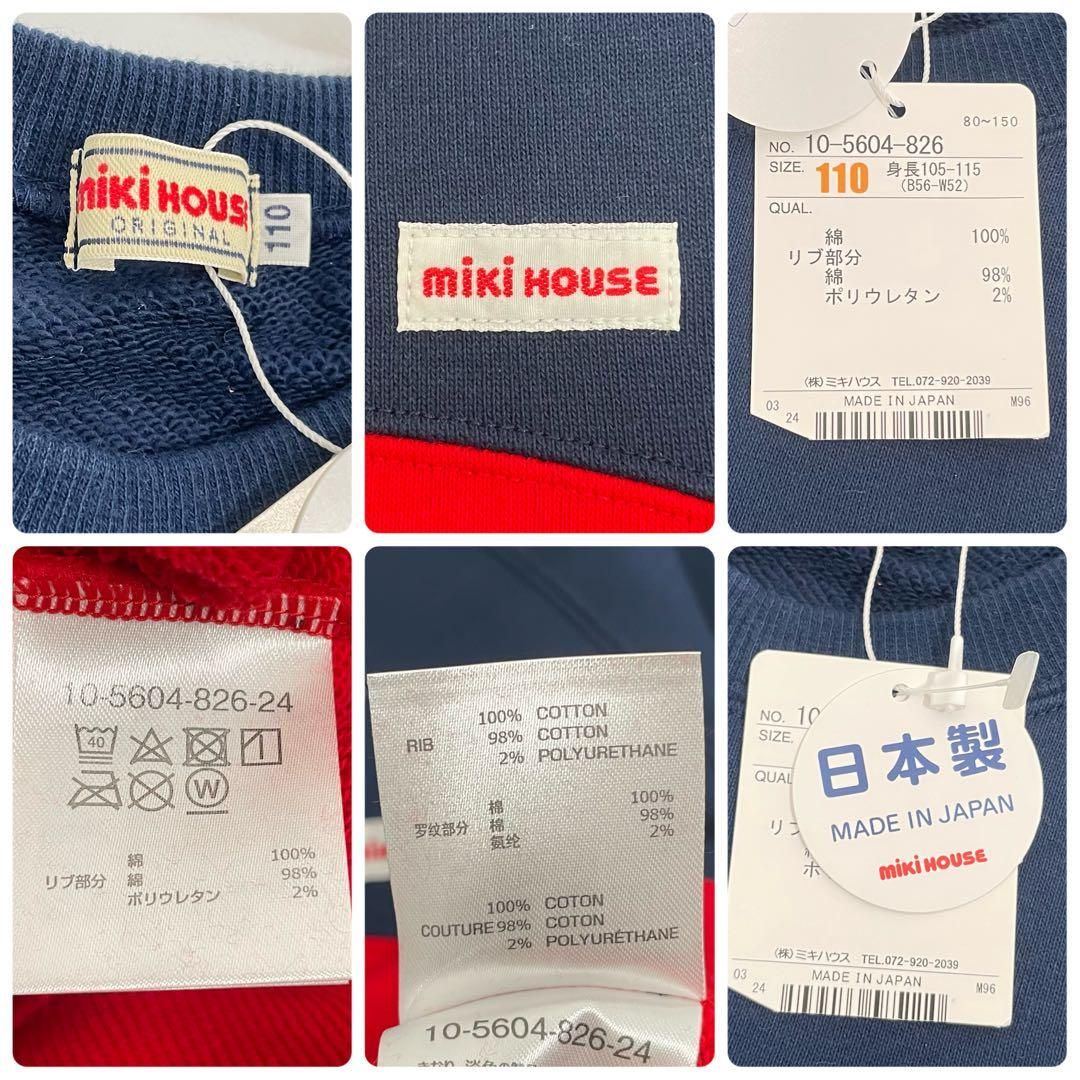 miki HOUSE
ORIGINAL
110
miki HOUSE
80~150
NO. 10-5604-826
SIZE. 110 身長105-115
(B56-W52)
QUAL.
綿 100%
リブ部分
綿 98%
ポリウレタン 2%
(株)ミキハウス TEL.072-920-2039
MADE IN JAPAN
03
24
M96
10-5604-826-24
40
W
綿 100%
リブ部分 綿 98%
ポリウレタン 2%
100% COTTON
RIB 98% COTTON
2% POLYURETHANE
棉 100%
罗纹部分 棉 98%
氨纶 2%
100% COTON
COUTURE 98% COTON
2% POLYURÉTHANE
10-5604-826-24
NO. 10
SIZE.
QUAL
日本製
MADE IN JAPAN
miki HOUSE
(株)ミキハウス TEL.072-920-2039
MADE IN JAPAN
03
24
M96